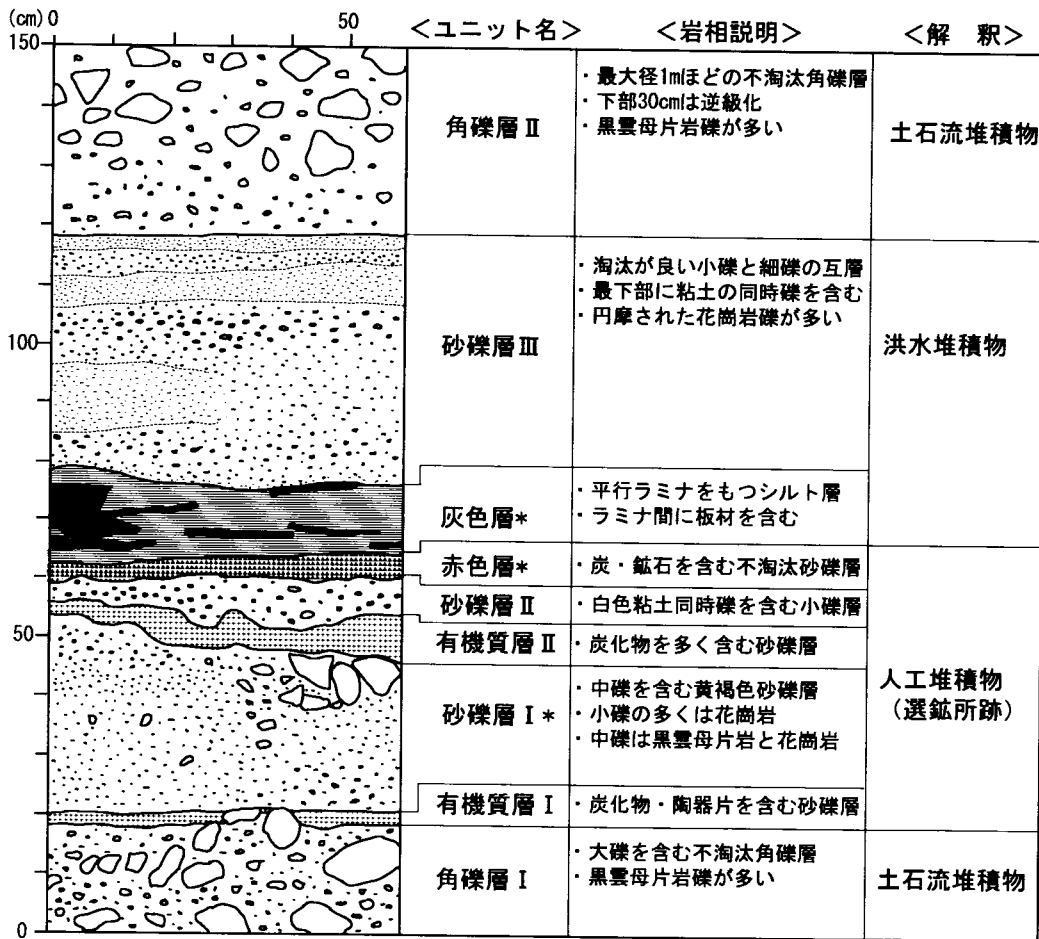 (cm) 0 50
<ユニット名> <岩相説明> <解 釈>
150
角礫層Ⅱ
・最大径1mほどの不淘汰角礫層
・下部30cmは逆級化
・黒雲母片岩礫が多い
土石流堆積物
100
砂礫層Ⅲ
・淘汰が良い小礫と細礫の互層
・最下部に粘土の同時礫を含む
・円摩された花崗岩礫が多い
洪水堆積物
灰色層*
・平行ラミナをもつシルト層
・ラミナ間に板材を含む
赤色層*
・炭・鉱石を含む不淘汰砂礫層
砂礫層Ⅱ
・白色粘土同時礫を含む小礫層
50
有機質層Ⅱ
・炭化物を多く含む砂礫層
砂礫層Ⅰ*
・中礫を含む黄褐色砂礫層
・小礫の多くは花崗岩
・中礫は黒雲母片岩と花崗岩
人工堆積物
(選鉱所跡)
有機質層Ⅰ
・炭化物・陶器片を含む砂礫層
角礫層Ⅰ
・大礫を含む不淘汰角礫層
・黒雲母片岩礫が多い
土石流堆積物
0